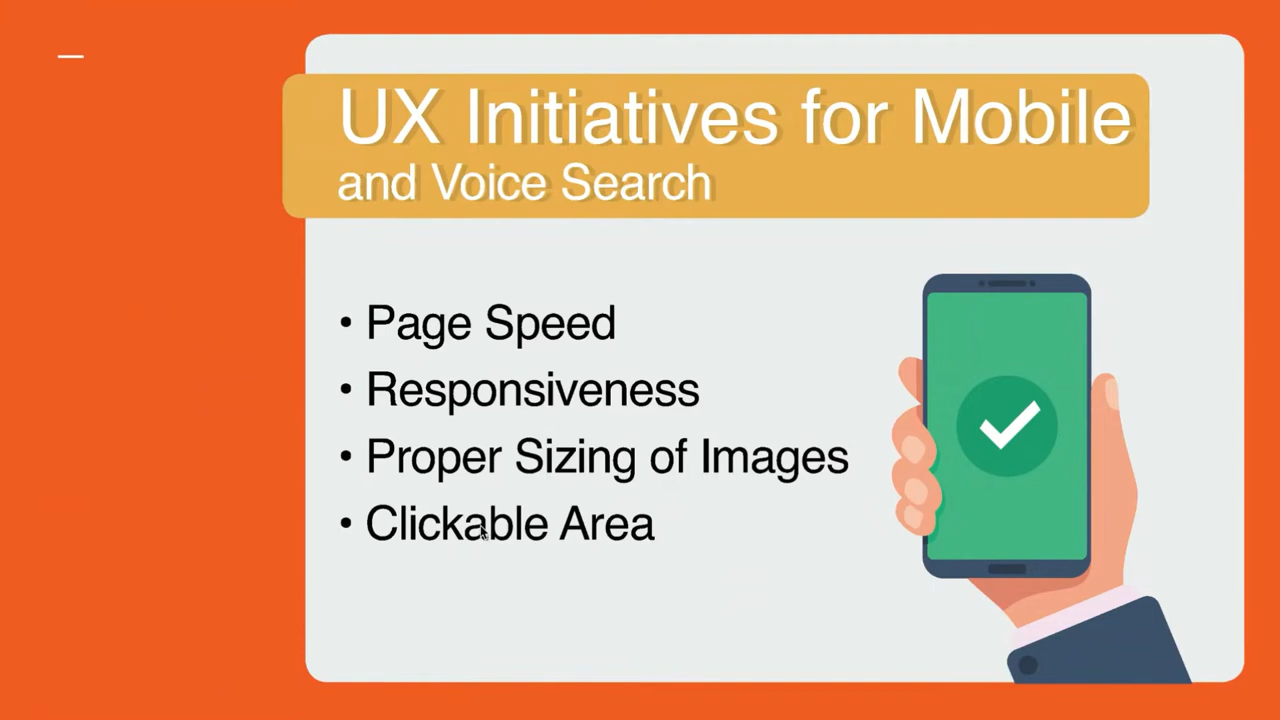 UX Initiatives for Mobile
and Voice Search
• Page Speed
• Responsiveness
• Proper Sizing of Images
• Clickable Area